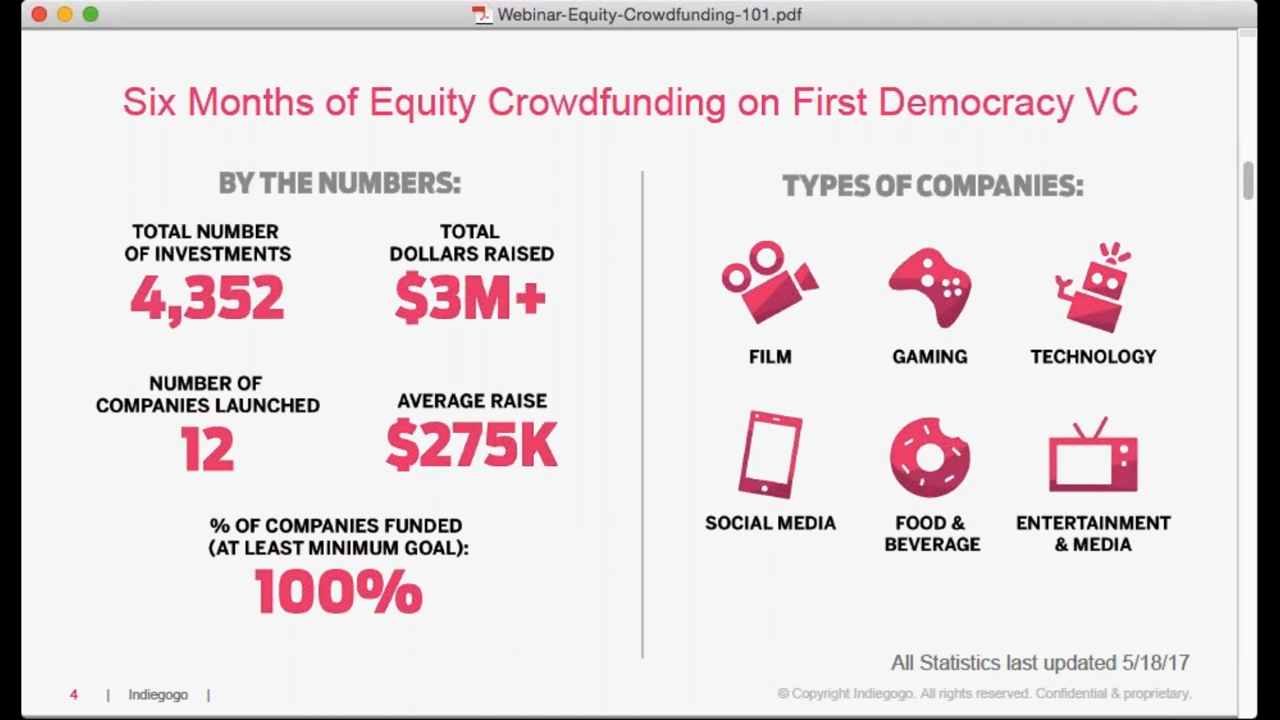 Webinar-Equity-Crowdfunding-101.pdf
Six Months of Equity Crowdfunding on First Democracy VC
BY THE NUMBERS:
TOTAL NUMBER
OF INVESTMENTS
4,352
TOTAL
DOLLARS RAISED
$3M+
NUMBER OF
COMPANIES LAUNCHED
12
AVERAGE RAISE
$275K
% OF COMPANIES FUNDED
(AT LEAST MINIMUM GOAL):
100%
TYPES OF COMPANIES:
FILM
GAMING
TECHNOLOGY
SOCIAL MEDIA
FOOD &
BEVERAGE
ENTERTAINMENT
& MEDIA
All Statistics last updated 5/18/17
4 | Indiegogo |
© Copyright Indiegogo. All rights reserved. Confidential & proprietary.